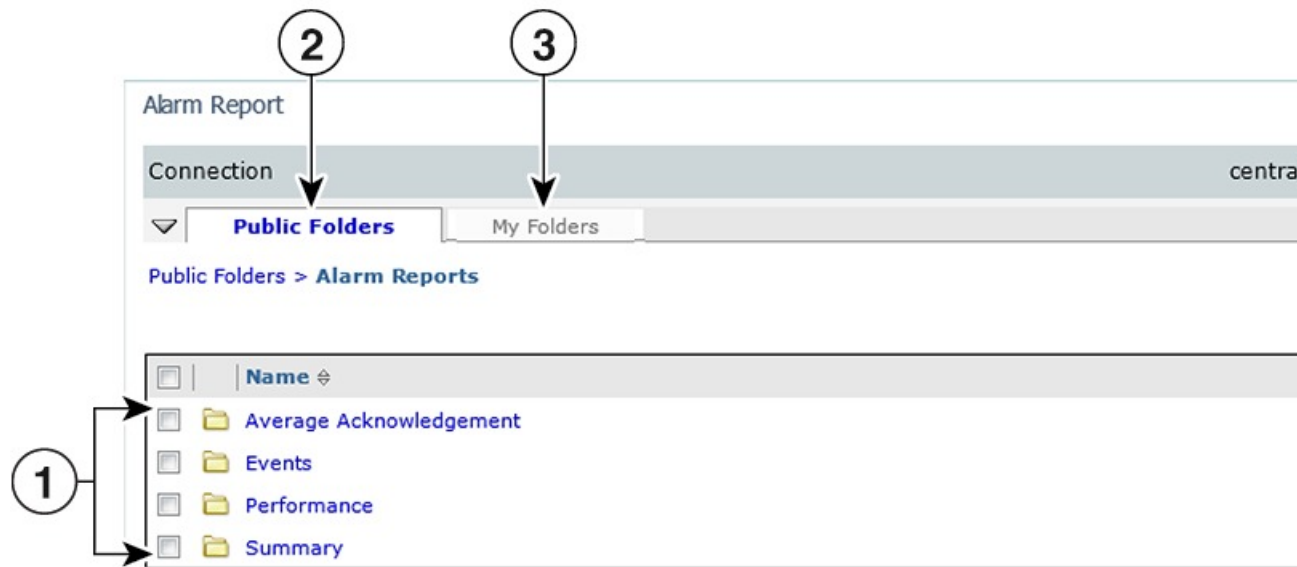 2 3
Alarm Report
Connection centra
Public Folders My Folders
Public Folders > Alarm Reports
Name
Average Acknowledgement
1
Events
Performance
Summary